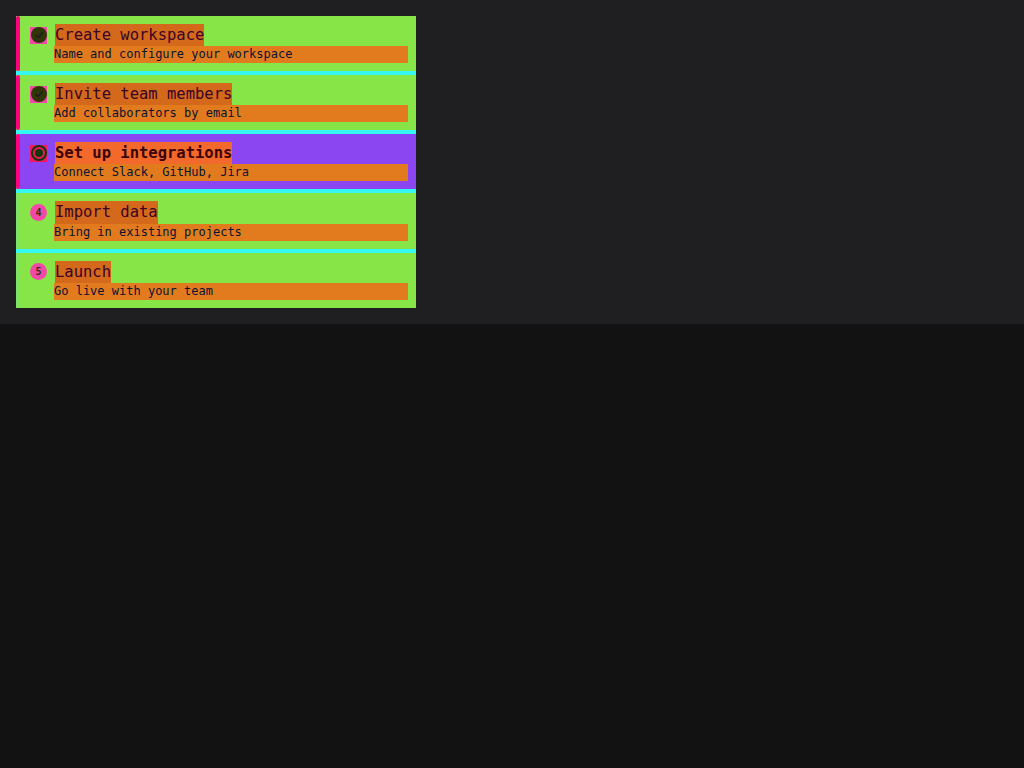 Create workspace
Name and configure your workspace
Invite team members
Add collaborators by email
Set up integrations
Connect Slack, GitHub, Jira
4 Import data
Bring in existing projects
5 Launch
Go live with your team